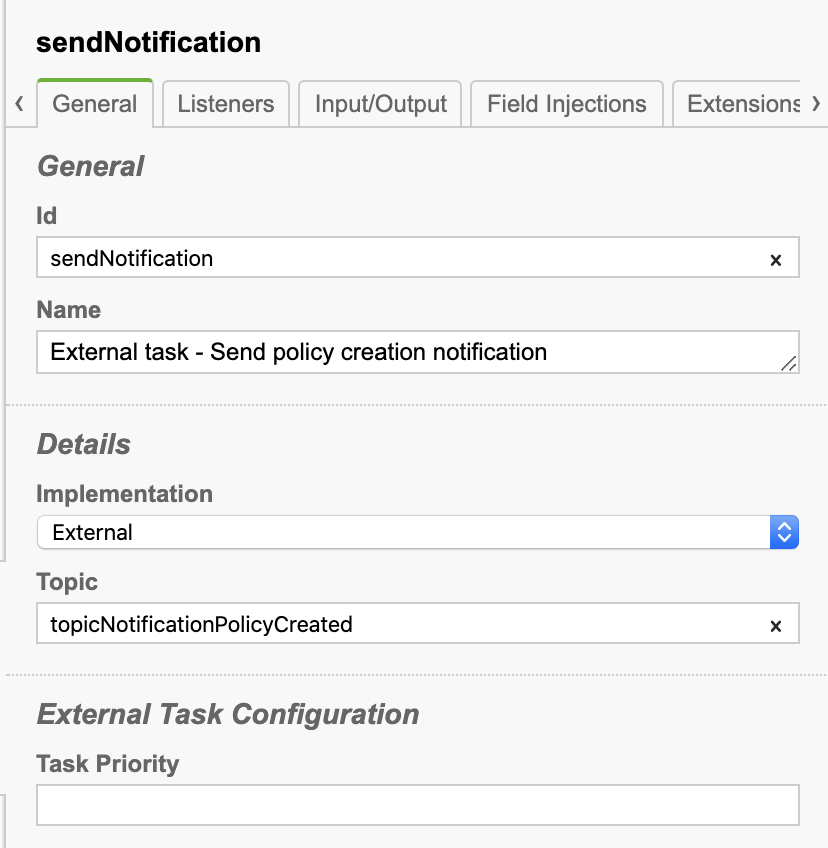 sendNotification
‹ General Listeners Input/Output Field Injections Extensions ›
General
Id
sendNotification x
Name
External task - Send policy creation notification
Details
Implementation
External
Topic
topicNotificationPolicyCreated x
External Task Configuration
Task Priority